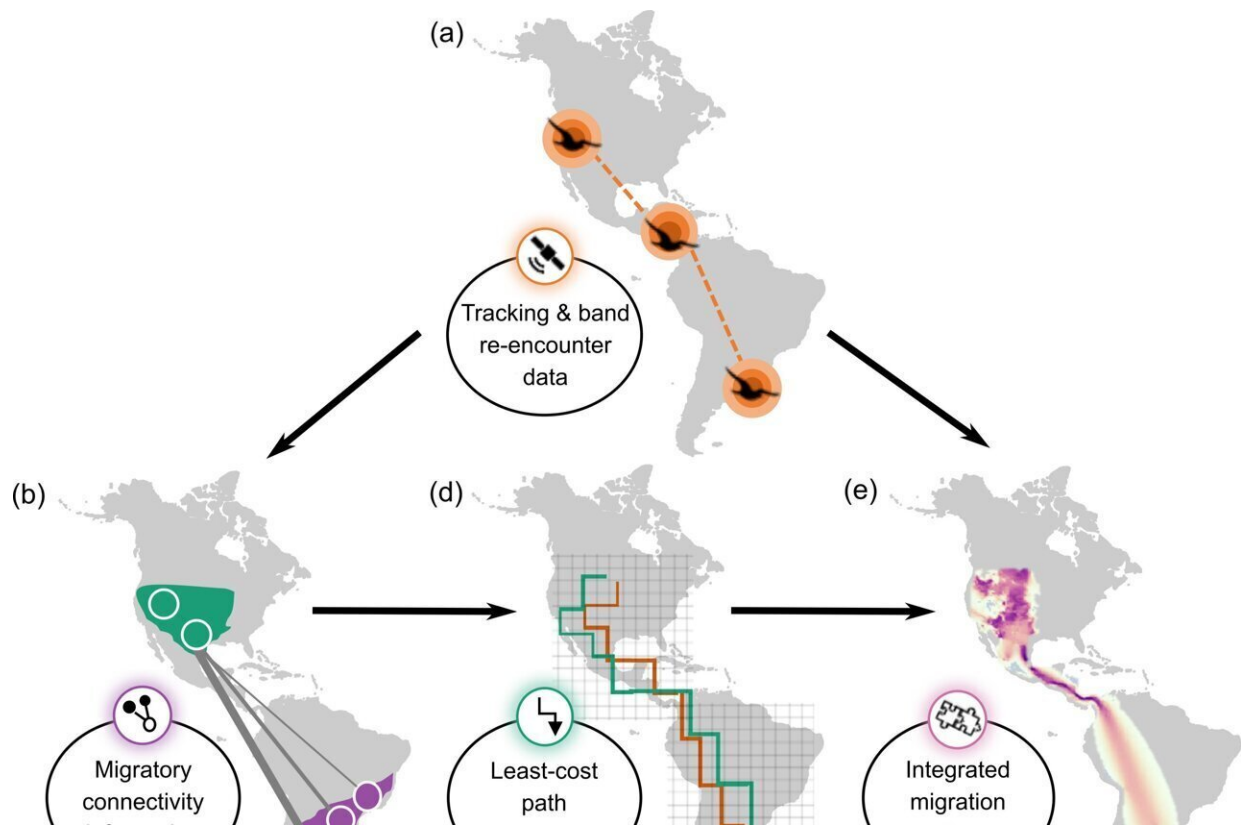 (a)
Tracking & band
re-encounter
data
(b)
(d)
(e)
Migratory
connectivity
Least-cost
path
Integrated
migration